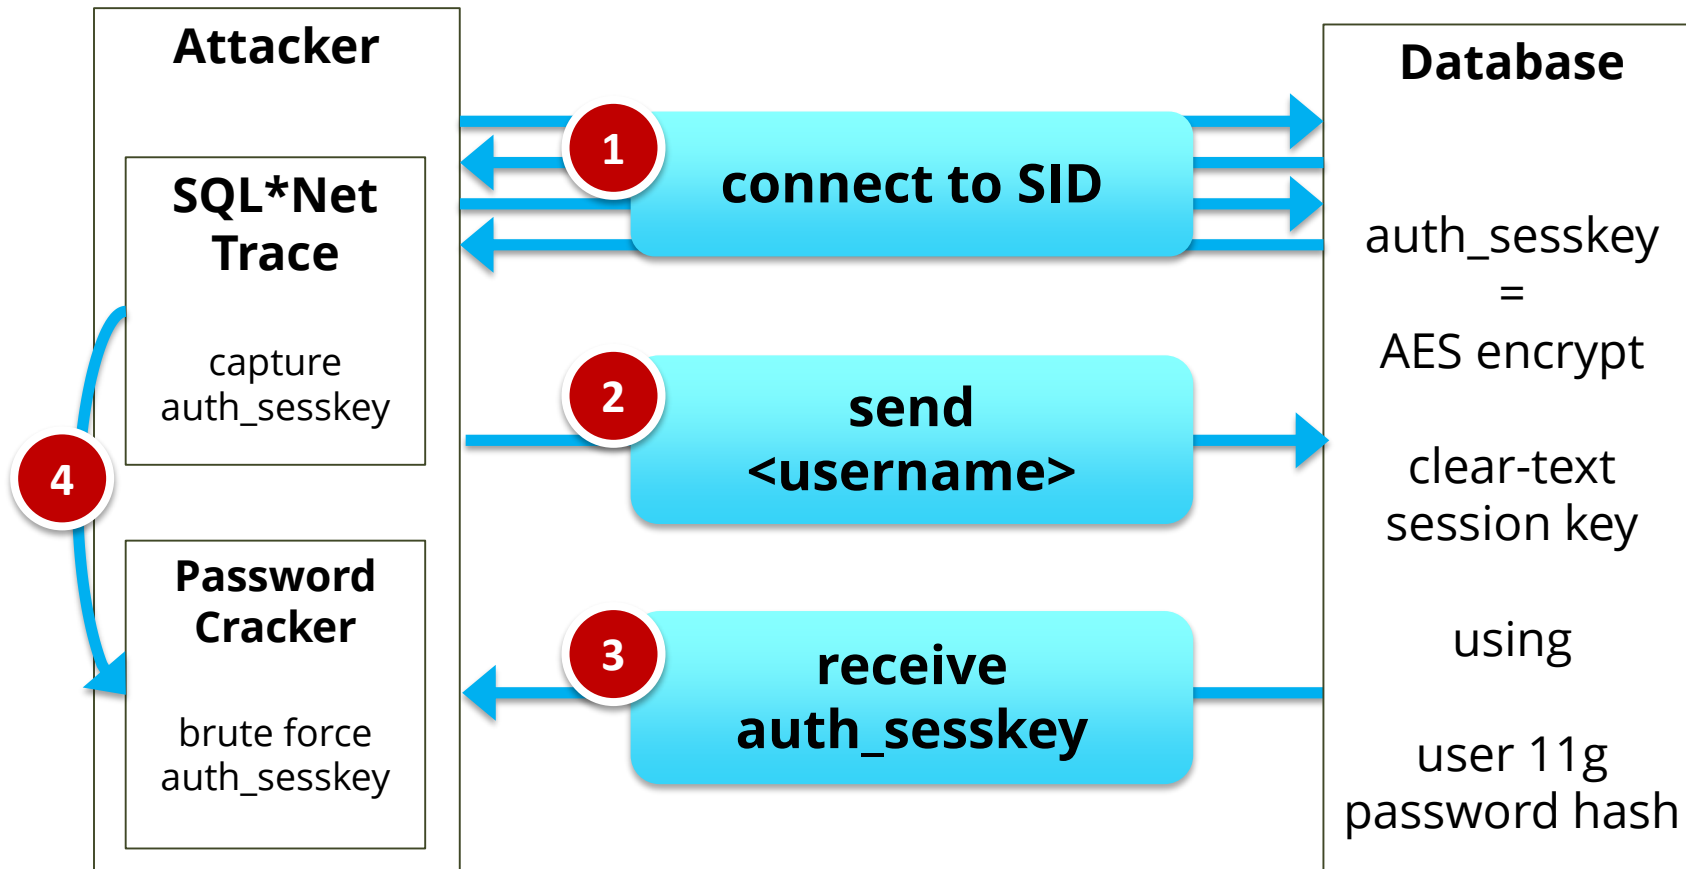 Attacker
SQL*Net
Trace
capture
auth_sesskey
4
Password
Cracker
brute force
auth_sesskey
1
connect to SID
2
send
<username>
3
receive
auth_sesskey
Database
auth_sesskey
=
AES encrypt
clear-text
session key
using
user 11g
password hash